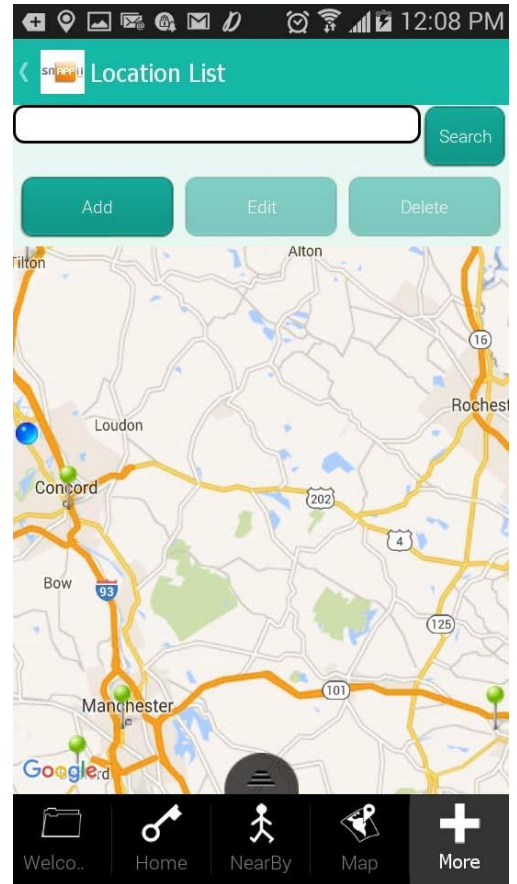 12:08 PM
snappii Location List
Search
Add Edit Delete
Tilton
Alton
16
Rochest
Loudon
Concord
202
4
Bow
93
125
101
Manchester
Google
Welco.. Home NearBy Map More